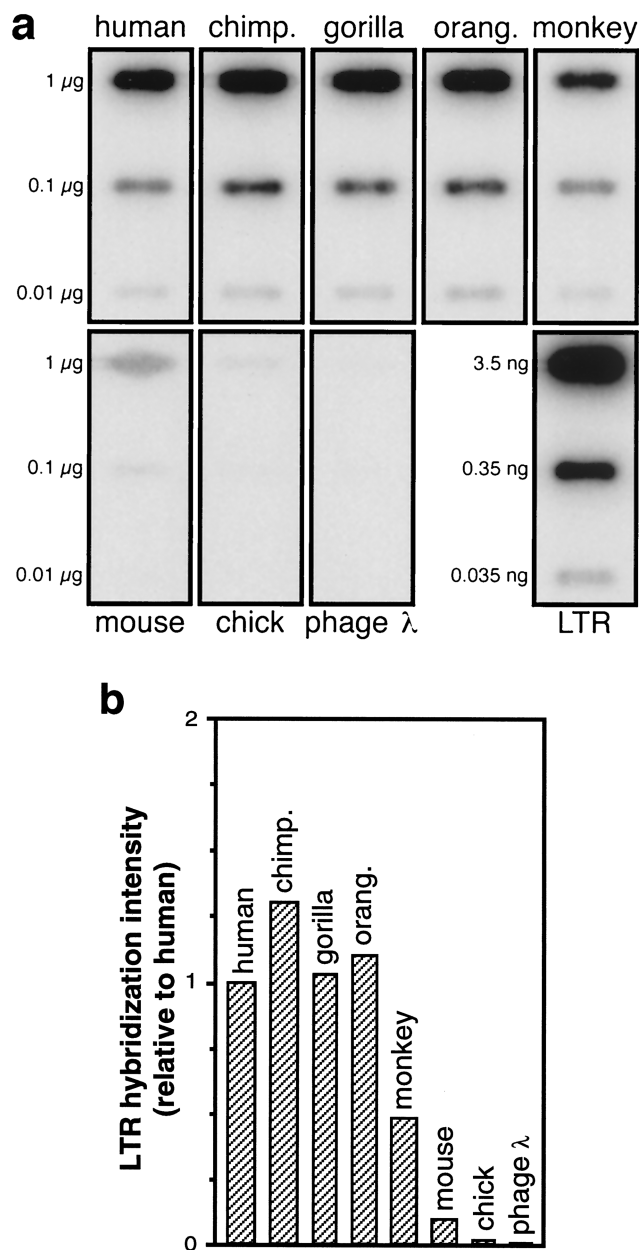 a
human chimp. gorilla orang. monkey
1 µg
0.1 µg
0.01 µg
1 µg 3.5 ng
0.1 µg 0.35 ng
0.01 µg 0.035 ng
mouse chick phage λ LTR
b
LTR hybridization intensity
(relative to human)
2
1
0
human
chimp.
gorilla
orang.
monkey
mouse
chick
phage λ